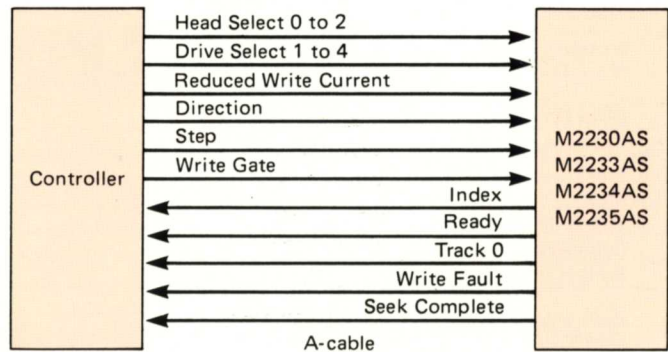 Head Select 0 to 2
Drive Select 1 to 4
Reduced Write Current
Direction
Step
Write Gate
Controller
Index
Ready
Track 0
Write Fault
Seek Complete
M2230AS
M2233AS
M2234AS
M2235AS
A-cable